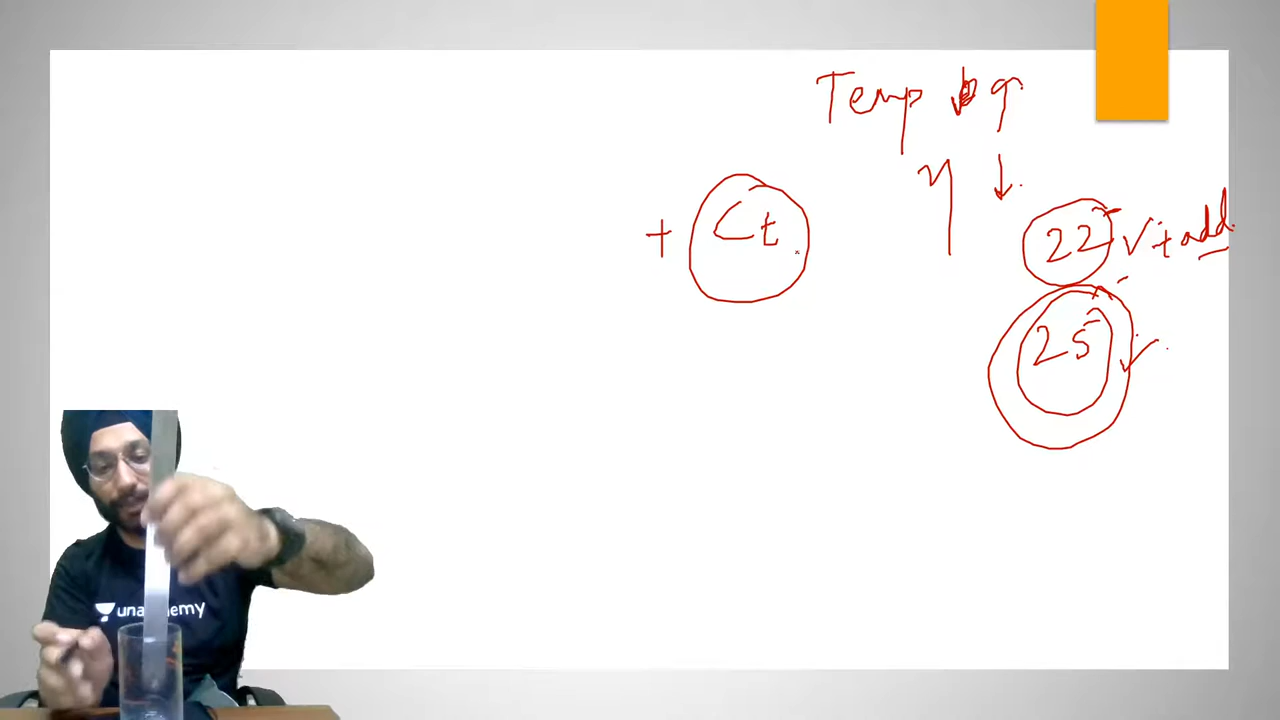 Temp ↑
η ↓
+ Ct
22 ✓ + add.
25 ✓
unacademy